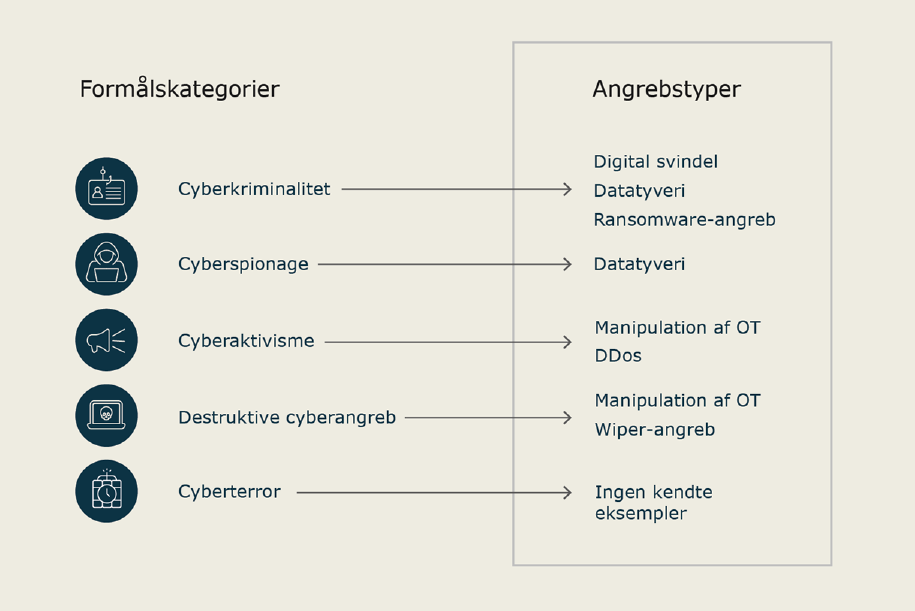 Formålskategorier
Angrebstyper
Cyberkriminalitet
Digital svindel
Datatyveri
Ransomware-angreb
Cyberspionage
Datatyveri
Cyberaktivisme
Manipulation af OT
DDos
Destruktive cyberangreb
Manipulation af OT
Wiper-angreb
Cyberterror
Ingen kendte
eksempler